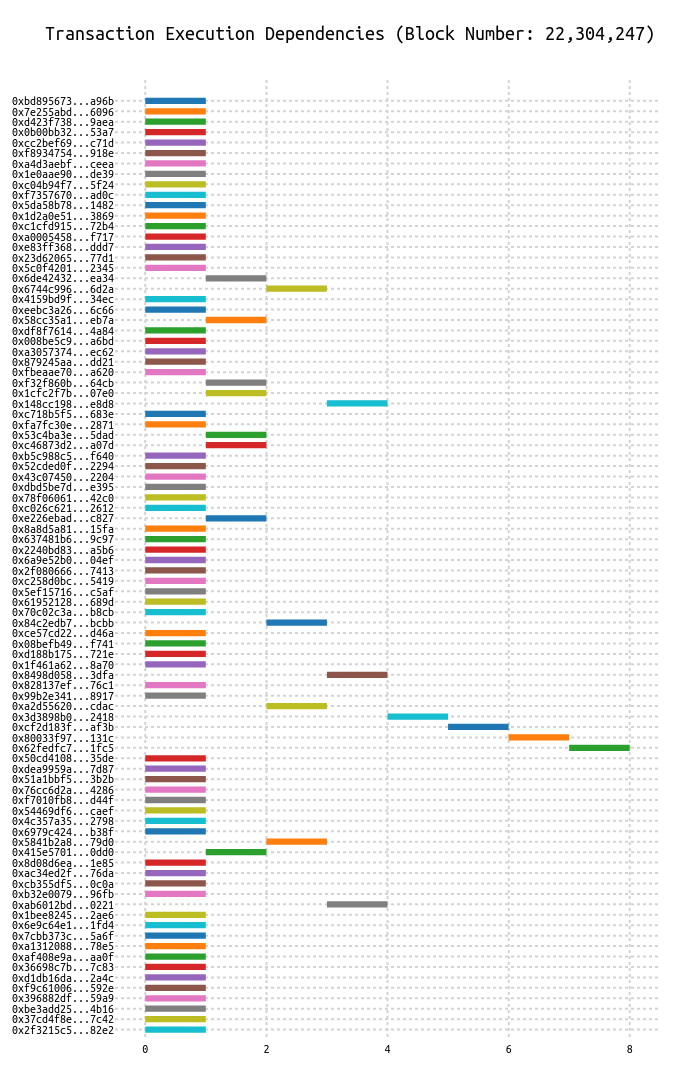 Transaction Execution Dependencies (Block Number: 22,304,247)
0xbd895673...a96b
0x7e255abd...6096
0xd423f738...9aea
0x0b00bb32...53a7
0xcc2bef69...c71d
0xf8934754...918e
0xa4d3aebf...ceea
0x1e0aae90...de39
0xc04b94f7...5f24
0xf7357670...ad0c
0x5da58b78...1482
0x1d2a0e51...3869
0xc1cfd915...72b4
0xa0005458...f717
0xe83ff368...ddd7
0x23d62065...77d1
0x5c0f4201...2345
0x6de42432...ea34
0x6744c996...6d2a
0x4159bd9f...34ec
0xeebc3a26...6c66
0x58cc35a1...eb7a
0xdf8f7614...4a84
0x008be5c9...a6bd
0xa3057374...ec62
0x879245aa...dd21
0xfbeaae70...a620
0xf32f860b...64cb
0x1cfc2f7b...07e0
0x148cc198...e8d8
0xc718b5f5...683e
0xfa7fc30e...2871
0x53c4ba3e...5dad
0xc46873d2...a07d
0xb5c988c5...f640
0x52cded0f...2294
0x43c07450...2204
0xdbd5be7d...e395
0x78f06061...42c0
0xc026c621...2612
0xe226ebad...c827
0x8a8d5a81...15fa
0x637481b6...9c97
0x2240bd83...a5b6
0x6a9e52b0...04ef
0x2f080666...7413
0xc258d0bc...5419
0x5ef15716...c5af
0x61952128...689d
0x70c02c3a...b8cb
0x84c2edb7...bcbb
0xce57cd22...d46a
0x08befb49...f741
0xd188b175...721e
0x1f461a62...8a70
0x8498d058...3dfa
0x828137ef...76c1
0x99b2e341...8917
0xa2d55620...cdac
0x3d3898b0...2418
0xcf2d183f...af3b
0x80033f97...131c
0x62fedfc7...1fc5
0x50cd4108...35de
0xdea9959a...7d87
0x51a1bbf5...3b2b
0x76cc6d2a...4286
0xf7010fb8...d44f
0x54469df6...caef
0x4c357a35...2798
0x6979c424...b38f
0x5841b2a8...79d0
0x415e5701...0dd0
0x8d08d6ea...1e85
0xac34ed2f...76da
0xcb355df5...0c0a
0xb32e0079...96fb
0xab6012bd...0221
0x1bee8245...2ae6
0x6e9c64e1...1fd4
0x7cbb373c...5a6f
0xa1312088...78e5
0xaf408e9a...aa0f
0x36698c7b...7c83
0xd1db16da...2a4c
0xf9c61006...592e
0x396882df...59a9
0xbe3add25...4b16
0x37cd4f8e...7c42
0x2f3215c5...82e2
0 2 4 6 8